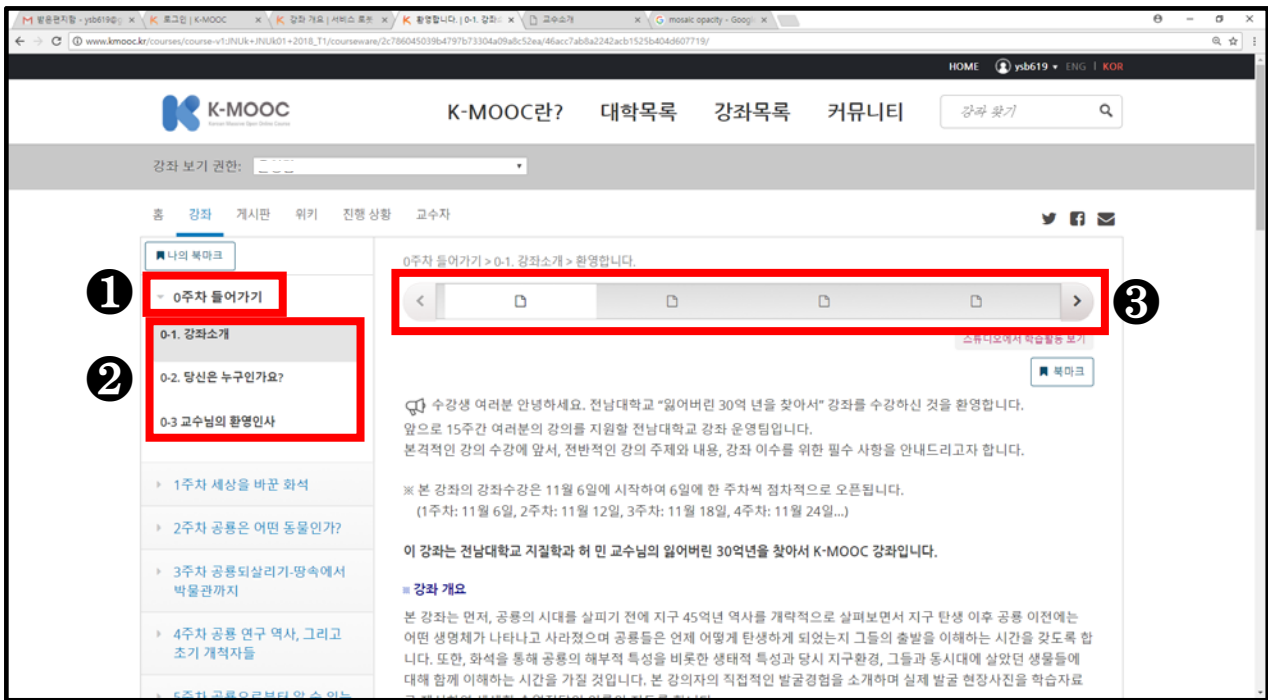 받은편지함 - ysb619@g
로그인 | K-MOOC
강좌 개요 | 서비스 토픽
환영합니다. | 0-1. 강좌소
교수소개
mosaic opacity - Googl
www.kmooc.kr/courses/course-v1:JNUk+JNUk01+2018_T1/courseware/2c786045039b4797b73304a09a8c52ea/46acc7ab8a2242acb1525b404d607719/
HOME ysb619 ENG | KOR
K-MOOC
Korean Massive Open Online Course
K-MOOC란? 대학목록 강좌목록 커뮤니티 강좌 찾기
강좌 보기 권한:
홈 강좌 게시판 위키 진행 상황 교수자
나의 북마크
❶ 0주차 들어가기
❷
0-1. 강좌소개
0-2. 당신은 누구인가요?
0-3 교수님의 환영인사
1주차 세상을 바꾼 화석
2주차 공룡은 어떤 동물인가?
3주차 공룡되살리기-땅속에서
박물관까지
4주차 공룡 연구 역사, 그리고
초기 개척자들
5주차 공룡으로부터 알 수 있는
0주차 들어가기 > 0-1. 강좌소개 > 환영합니다.
❸
스튜디오에서 학습활동 보기
북마크
수강생 여러분 안녕하세요. 전남대학교 “잃어버린 30억 년을 찾아서” 강좌를 수강하신 것을 환영합니다.
앞으로 15주간 여러분의 강의를 지원할 전남대학교 강좌 운영팀입니다.
본격적인 강의 수강에 앞서, 전반적인 강의 주제와 내용, 강좌 이수를 위한 필수 사항을 안내드리고자 합니다.
※ 본 강좌의 강좌수강은 11월 6일에 시작하여 6일에 한 주차씩 점차적으로 오픈됩니다.
(1주차: 11월 6일, 2주차: 11월 12일, 3주차: 11월 18일, 4주차: 11월 24일...)
이 강좌는 전남대학교 지질학과 허 민 교수님의 잃어버린 30억년을 찾아서 K-MOOC 강좌입니다.
■ 강좌 개요
본 강좌는 먼저, 공룡의 시대를 살피기 전에 지구 45억년 역사를 개략적으로 살펴보면서 지구 탄생 이후 공룡 이전에는
어떤 생명체가 나타나고 사라졌으며 공룡들은 언제 어떻게 탄생하게 되었는지 그들의 출발을 이해하는 시간을 갖도록 합
니다. 또한, 화석을 통해 공룡의 해부적 특성을 비롯한 생태적 특성과 당시 지구환경, 그들과 동시대에 살았던 생물들에
대해 함께 이해하는 시간을 가질 것입니다. 본 강의자의 직접적인 발굴경험을 소개하며 실제 발굴 현장사진을 학습자료